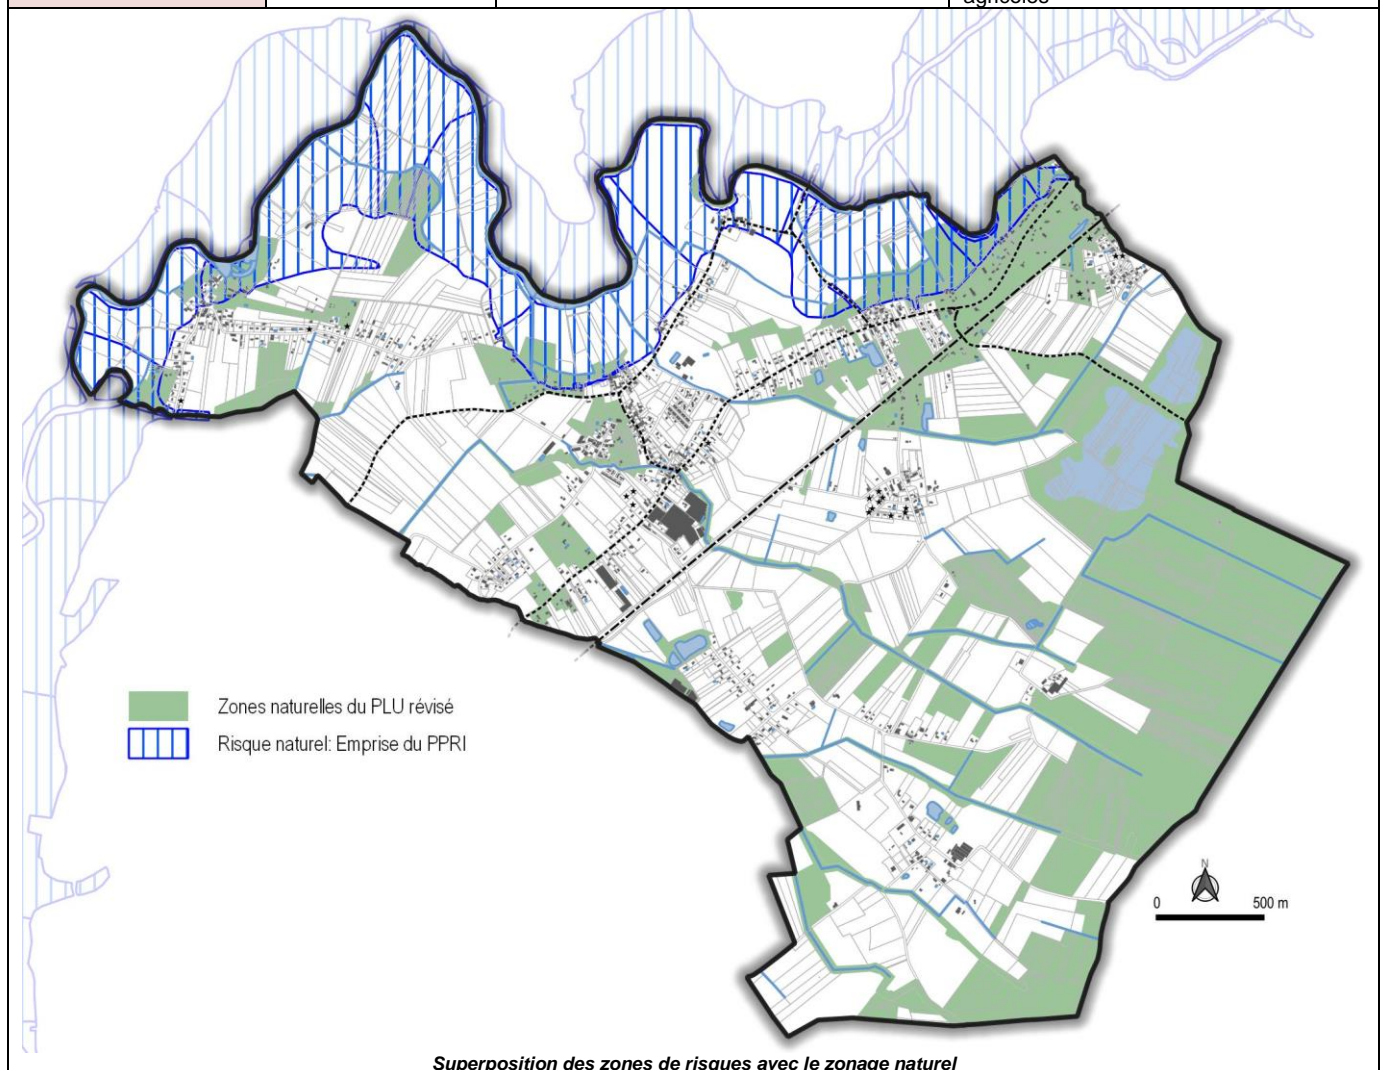 agricoles
Zones naturelles du PLU révisé
Risque naturel: Emprise du PPRI
N
0 500 m
Superposition des zones de risques avec le zonage naturel